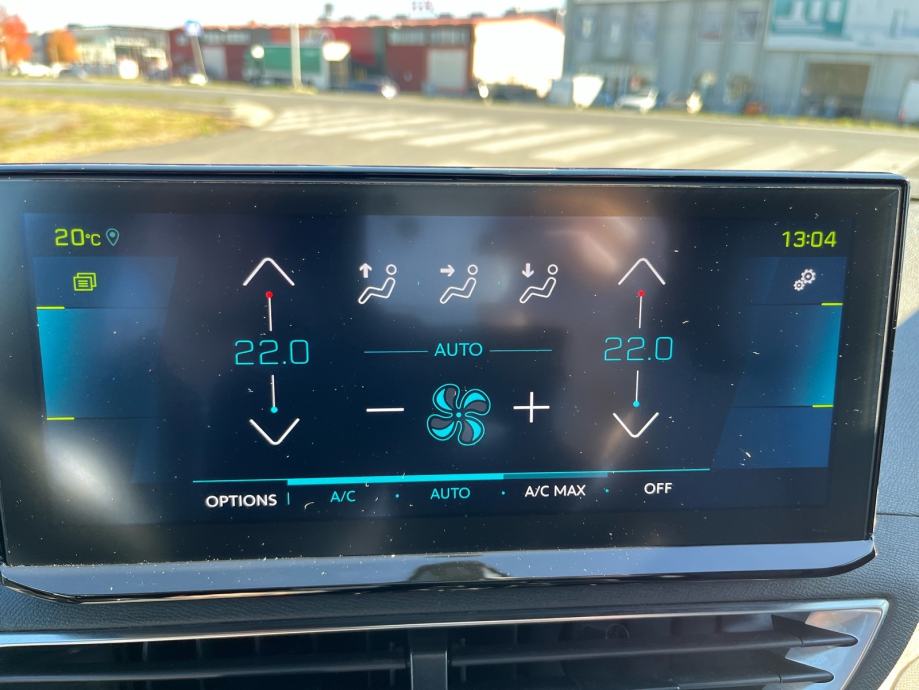 20°C 13:04
22.0 AUTO 22.0
OPTIONS A/C AUTO A/C MAX OFF